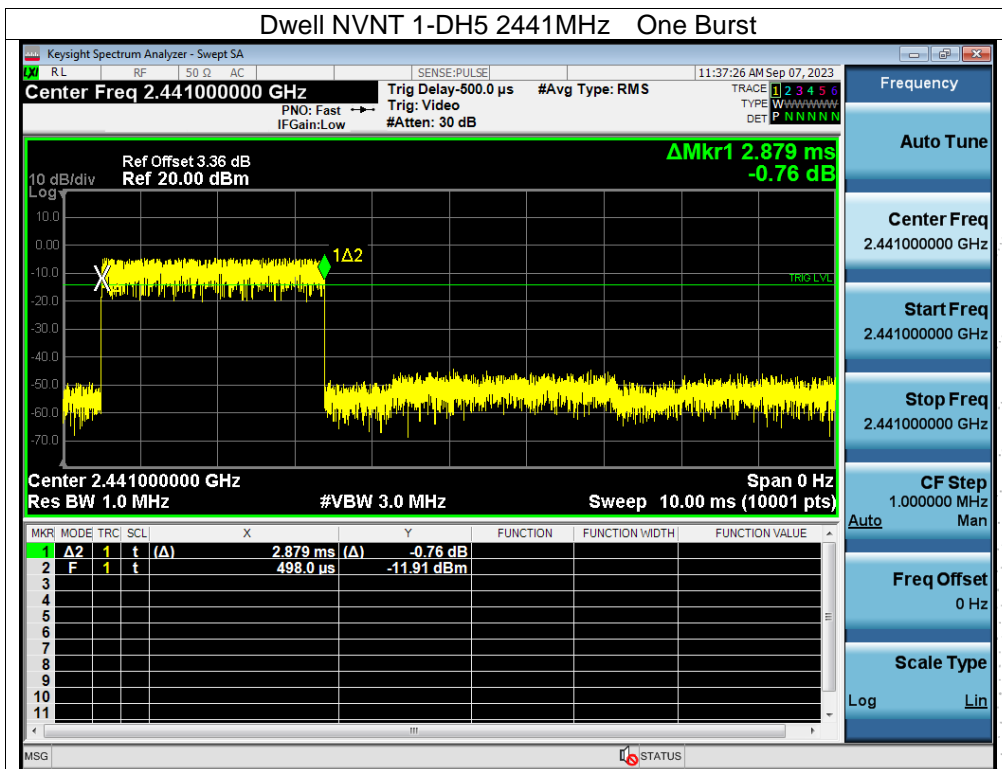 Dwell NVNT 1-DH5 2441MHz One Burst
Keysight Spectrum Analyzer - Swept SA
LXI RL RF 50 Ω AC SENSE:PULSE 11:37:26 AM Sep 07, 2023
Center Freq 2.441000000 GHz
PNO: Fast
IFGain:Low
Trig Delay-500.0 µs
Trig: Video
#Atten: 30 dB
#Avg Type: RMS
TRACE 1 2 3 4 5 6
TYPE WWWWWW
DET P N N N N N
ΔMkr1 2.879 ms
-0.76 dB
Ref Offset 3.36 dB
10 dB/div Ref 20.00 dBm
Log
10.0
0.00
-10.0
-20.0
-30.0
-40.0
-50.0
-60.0
-70.0
X
1Δ2
TRIG LVL
Center 2.441000000 GHz Span 0 Hz
Res BW 1.0 MHz #VBW 3.0 MHz Sweep 10.00 ms (10001 pts)
MKR MODE TRC SCL X Y FUNCTION FUNCTION WIDTH FUNCTION VALUE
1 Δ2 1 t (Δ) 2.879 ms (Δ) -0.76 dB
2 F 1 t 498.0 µs -11.91 dBm
3
4
5
6
7
8
9
10
11
MSG STATUS
Frequency
Auto Tune
Center Freq
2.441000000 GHz
Start Freq
2.441000000 GHz
Stop Freq
2.441000000 GHz
CF Step
1.000000 MHz
Auto Man
Freq Offset
0 Hz
Scale Type
Log Lin